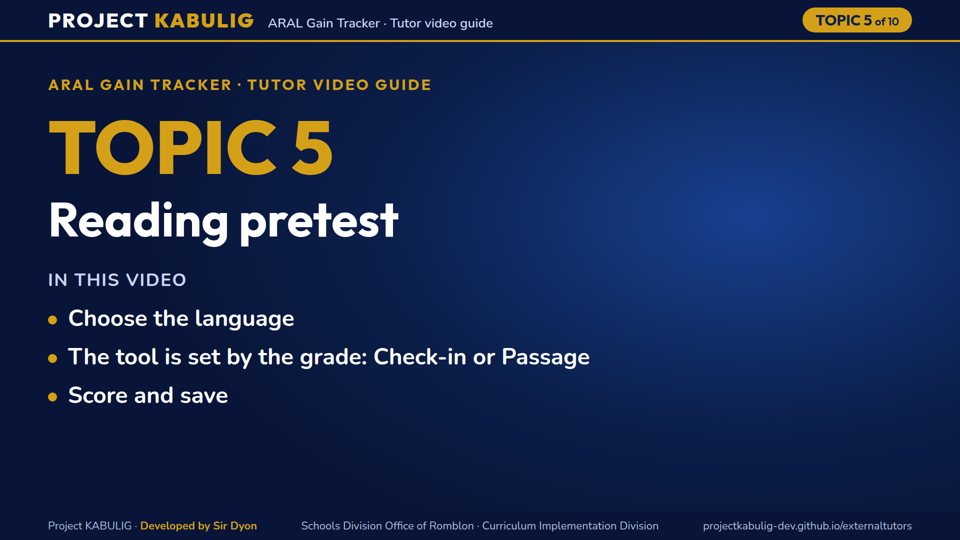 PROJECT KABULIG ARAL Gain Tracker · Tutor video guide TOPIC 5 of 10
ARAL GAIN TRACKER · TUTOR VIDEO GUIDE
TOPIC 5
Reading pretest
IN THIS VIDEO
Choose the language
The tool is set by the grade: Check-in or Passage
Score and save
Project KABULIG · Developed by Sir Dyon Schools Division Office of Romblon · Curriculum Implementation Division projectkabulig-dev.github.io/externaltutors